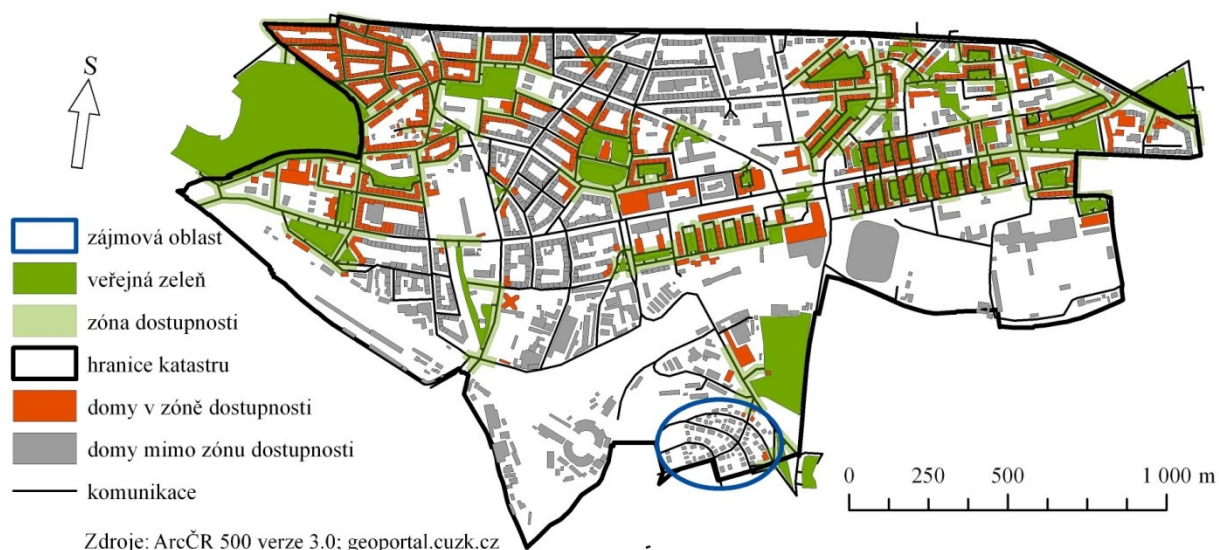 S
zájmová oblast
veřejná zeleň
zóna dostupnosti
hranice katastru
domy v zóně dostupnosti
domy mimo zónu dostupnosti
komunikace
0 250 500 1 000 m
Zdroje: ArcČR 500 verze 3.0; geoportal.cuzk.cz